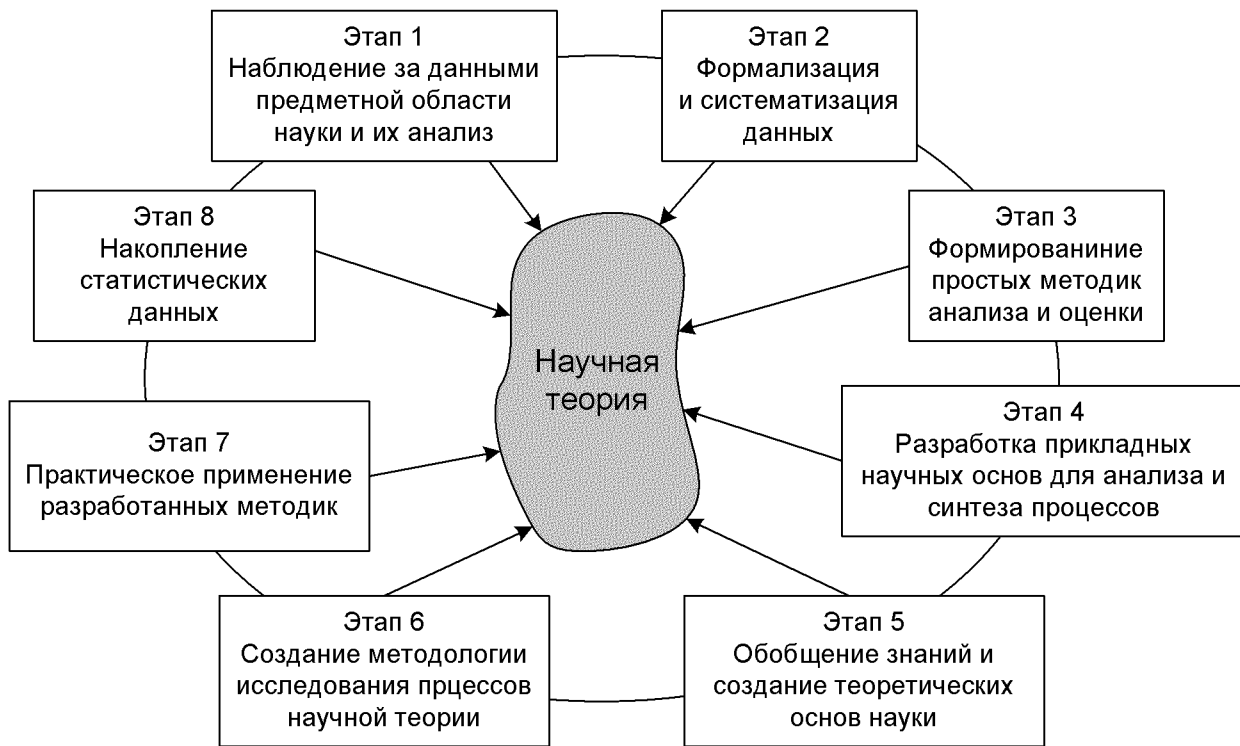 Этап 1
Наблюдение за данными
предметной области
науки и их анализ
Этап 2
Формализация
и систематизация
данных
Этап 3
Формированиние
простых методик
анализа и оценки
Этап 4
Разработка прикладных
научных основ для анализа и
синтеза процессов
Этап 5
Обобщение знаний и
создание теоретических
основ науки
Этап 6
Создание методологии
исследования прцессов
научной теории
Этап 7
Практическое применение
разработанных методик
Этап 8
Накопление
статистических
данных
Научная
теория